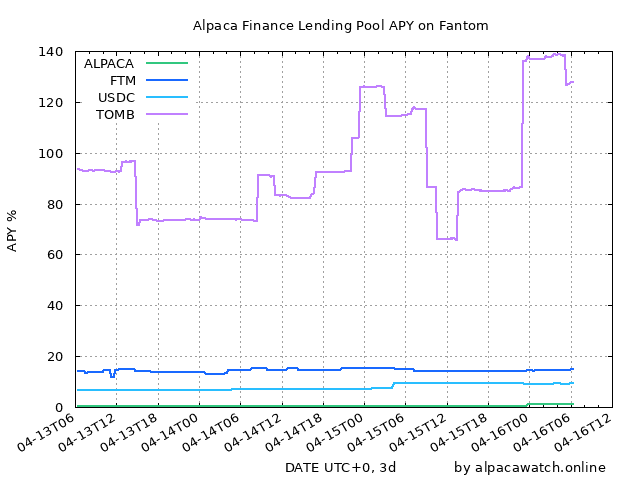 Alpaca Finance Lending Pool APY on Fantom
140
120
100
80
60
40
20
0
APY %
ALPACA
FTM
USDC
TOMB
04-13T06
04-13T12
04-13T18
04-14T00
04-14T06
04-14T12
04-14T18
04-15T00
04-15T06
04-15T12
04-15T18
04-16T00
04-16T06
04-16T12
DATE UTC+0, 3d
by alpacawatch.online